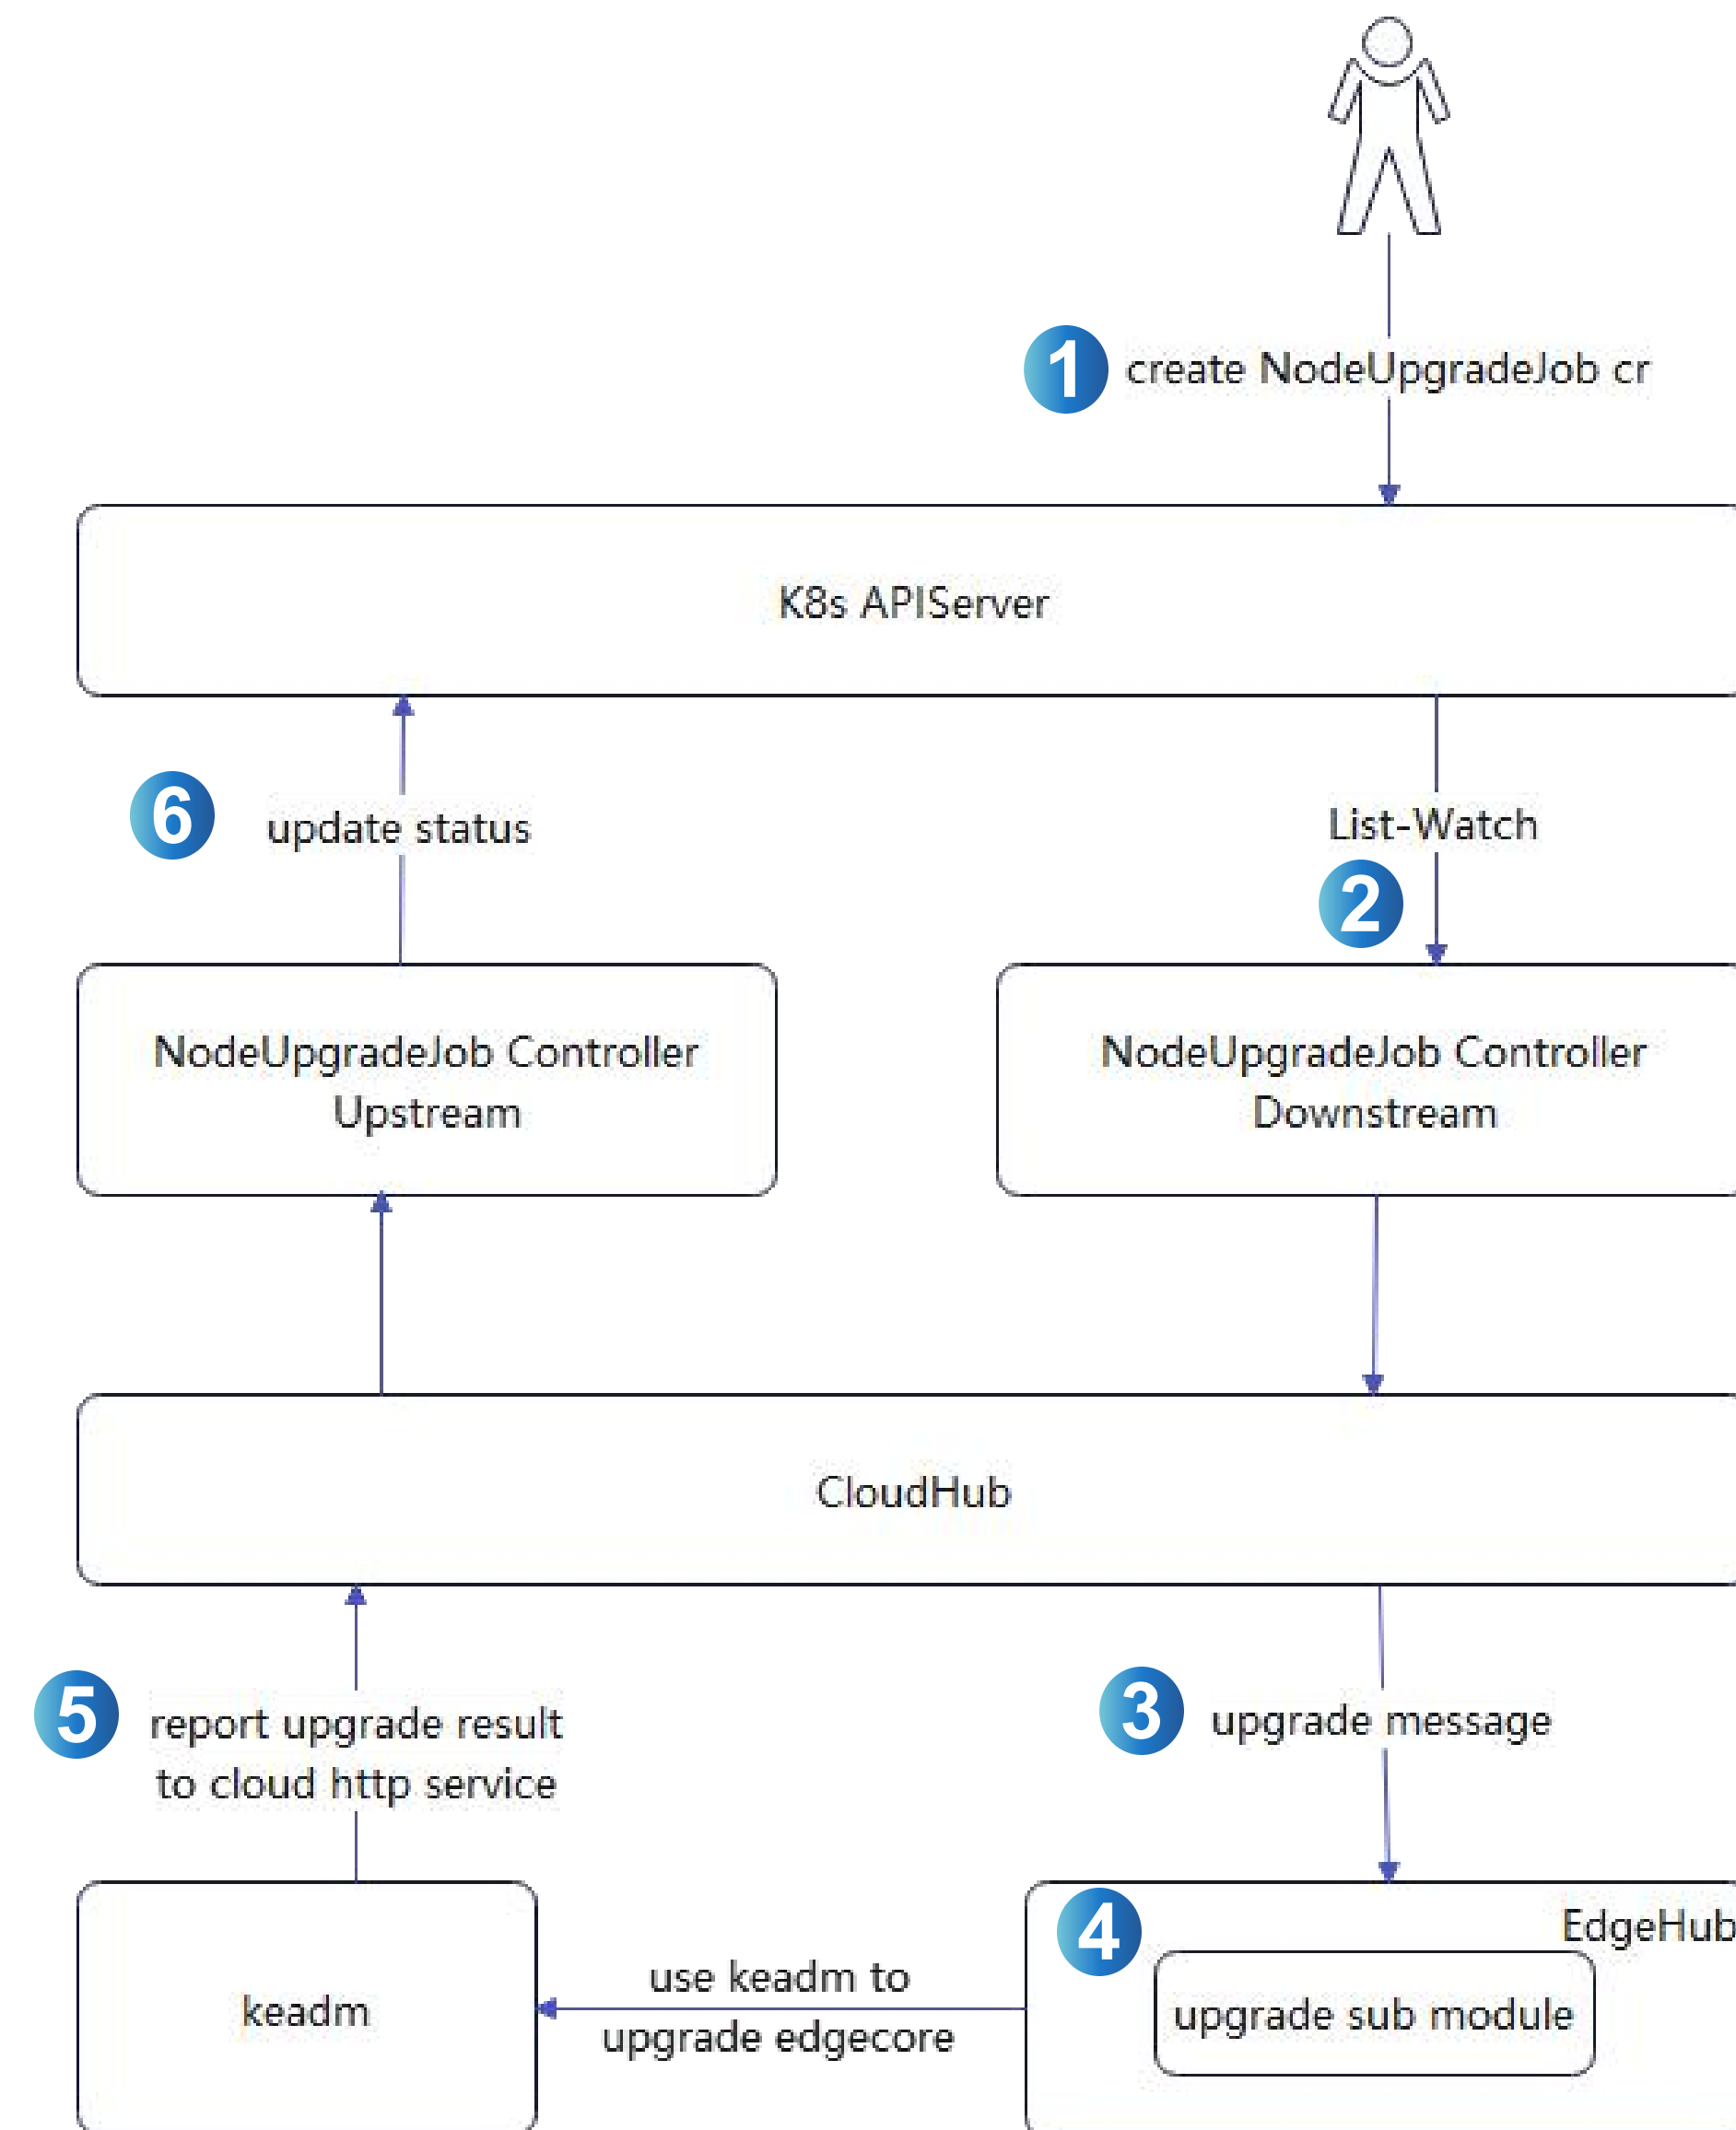 1 create NodeUpgradeJob cr
K8s APIServer
6 update status
List-Watch
2
NodeUpgradeJob Controller
Upstream
NodeUpgradeJob Controller
Downstream
CloudHub
5 report upgrade result
to cloud http service
3 upgrade message
4
EdgeHub
upgrade sub module
use keadm to
upgrade edgecore
keadm